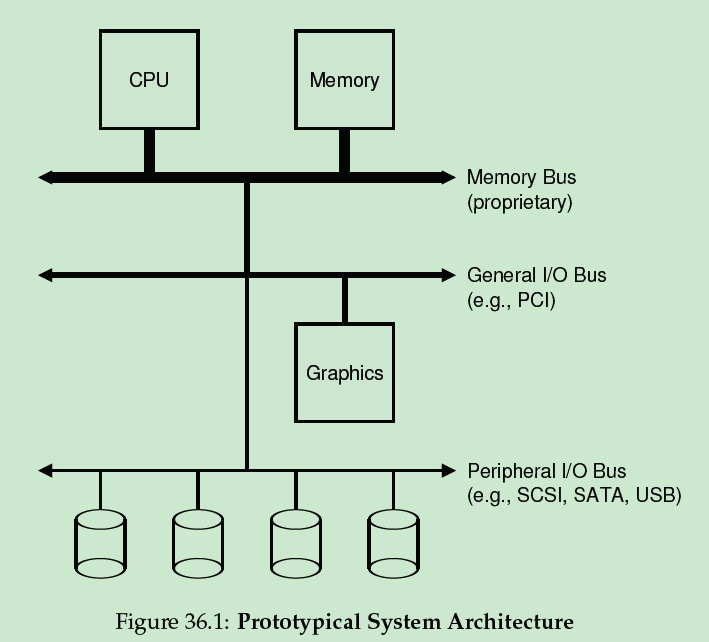 CPU
Memory
Memory Bus
(proprietary)
General I/O Bus
(e.g., PCI)
Graphics
Peripheral I/O Bus
(e.g., SCSI, SATA, USB)
Figure 36.1: Prototypical System Architecture